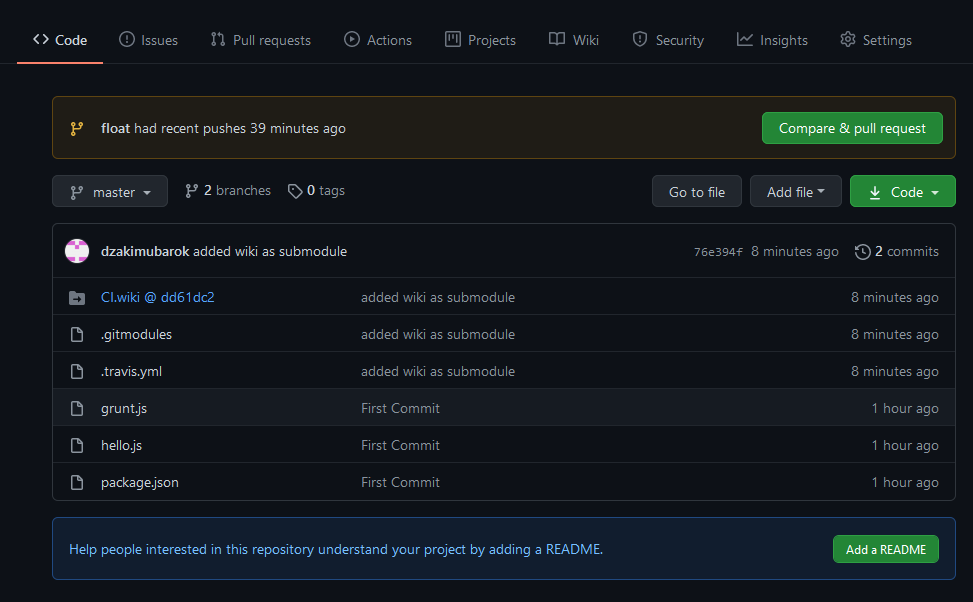 Code Issues Pull requests Actions Projects Wiki Security Insights Settings
float had recent pushes 39 minutes ago Compare & pull request
master 2 branches 0 tags Go to file Add file Code
dzakimubarok added wiki as submodule 76e394f 8 minutes ago 2 commits
CI.wiki @ dd61dc2 added wiki as submodule 8 minutes ago
.gitmodules added wiki as submodule 8 minutes ago
.travis.yml added wiki as submodule 8 minutes ago
grunt.js First Commit 1 hour ago
hello.js First Commit 1 hour ago
package.json First Commit 1 hour ago
Help people interested in this repository understand your project by adding a README. Add a README